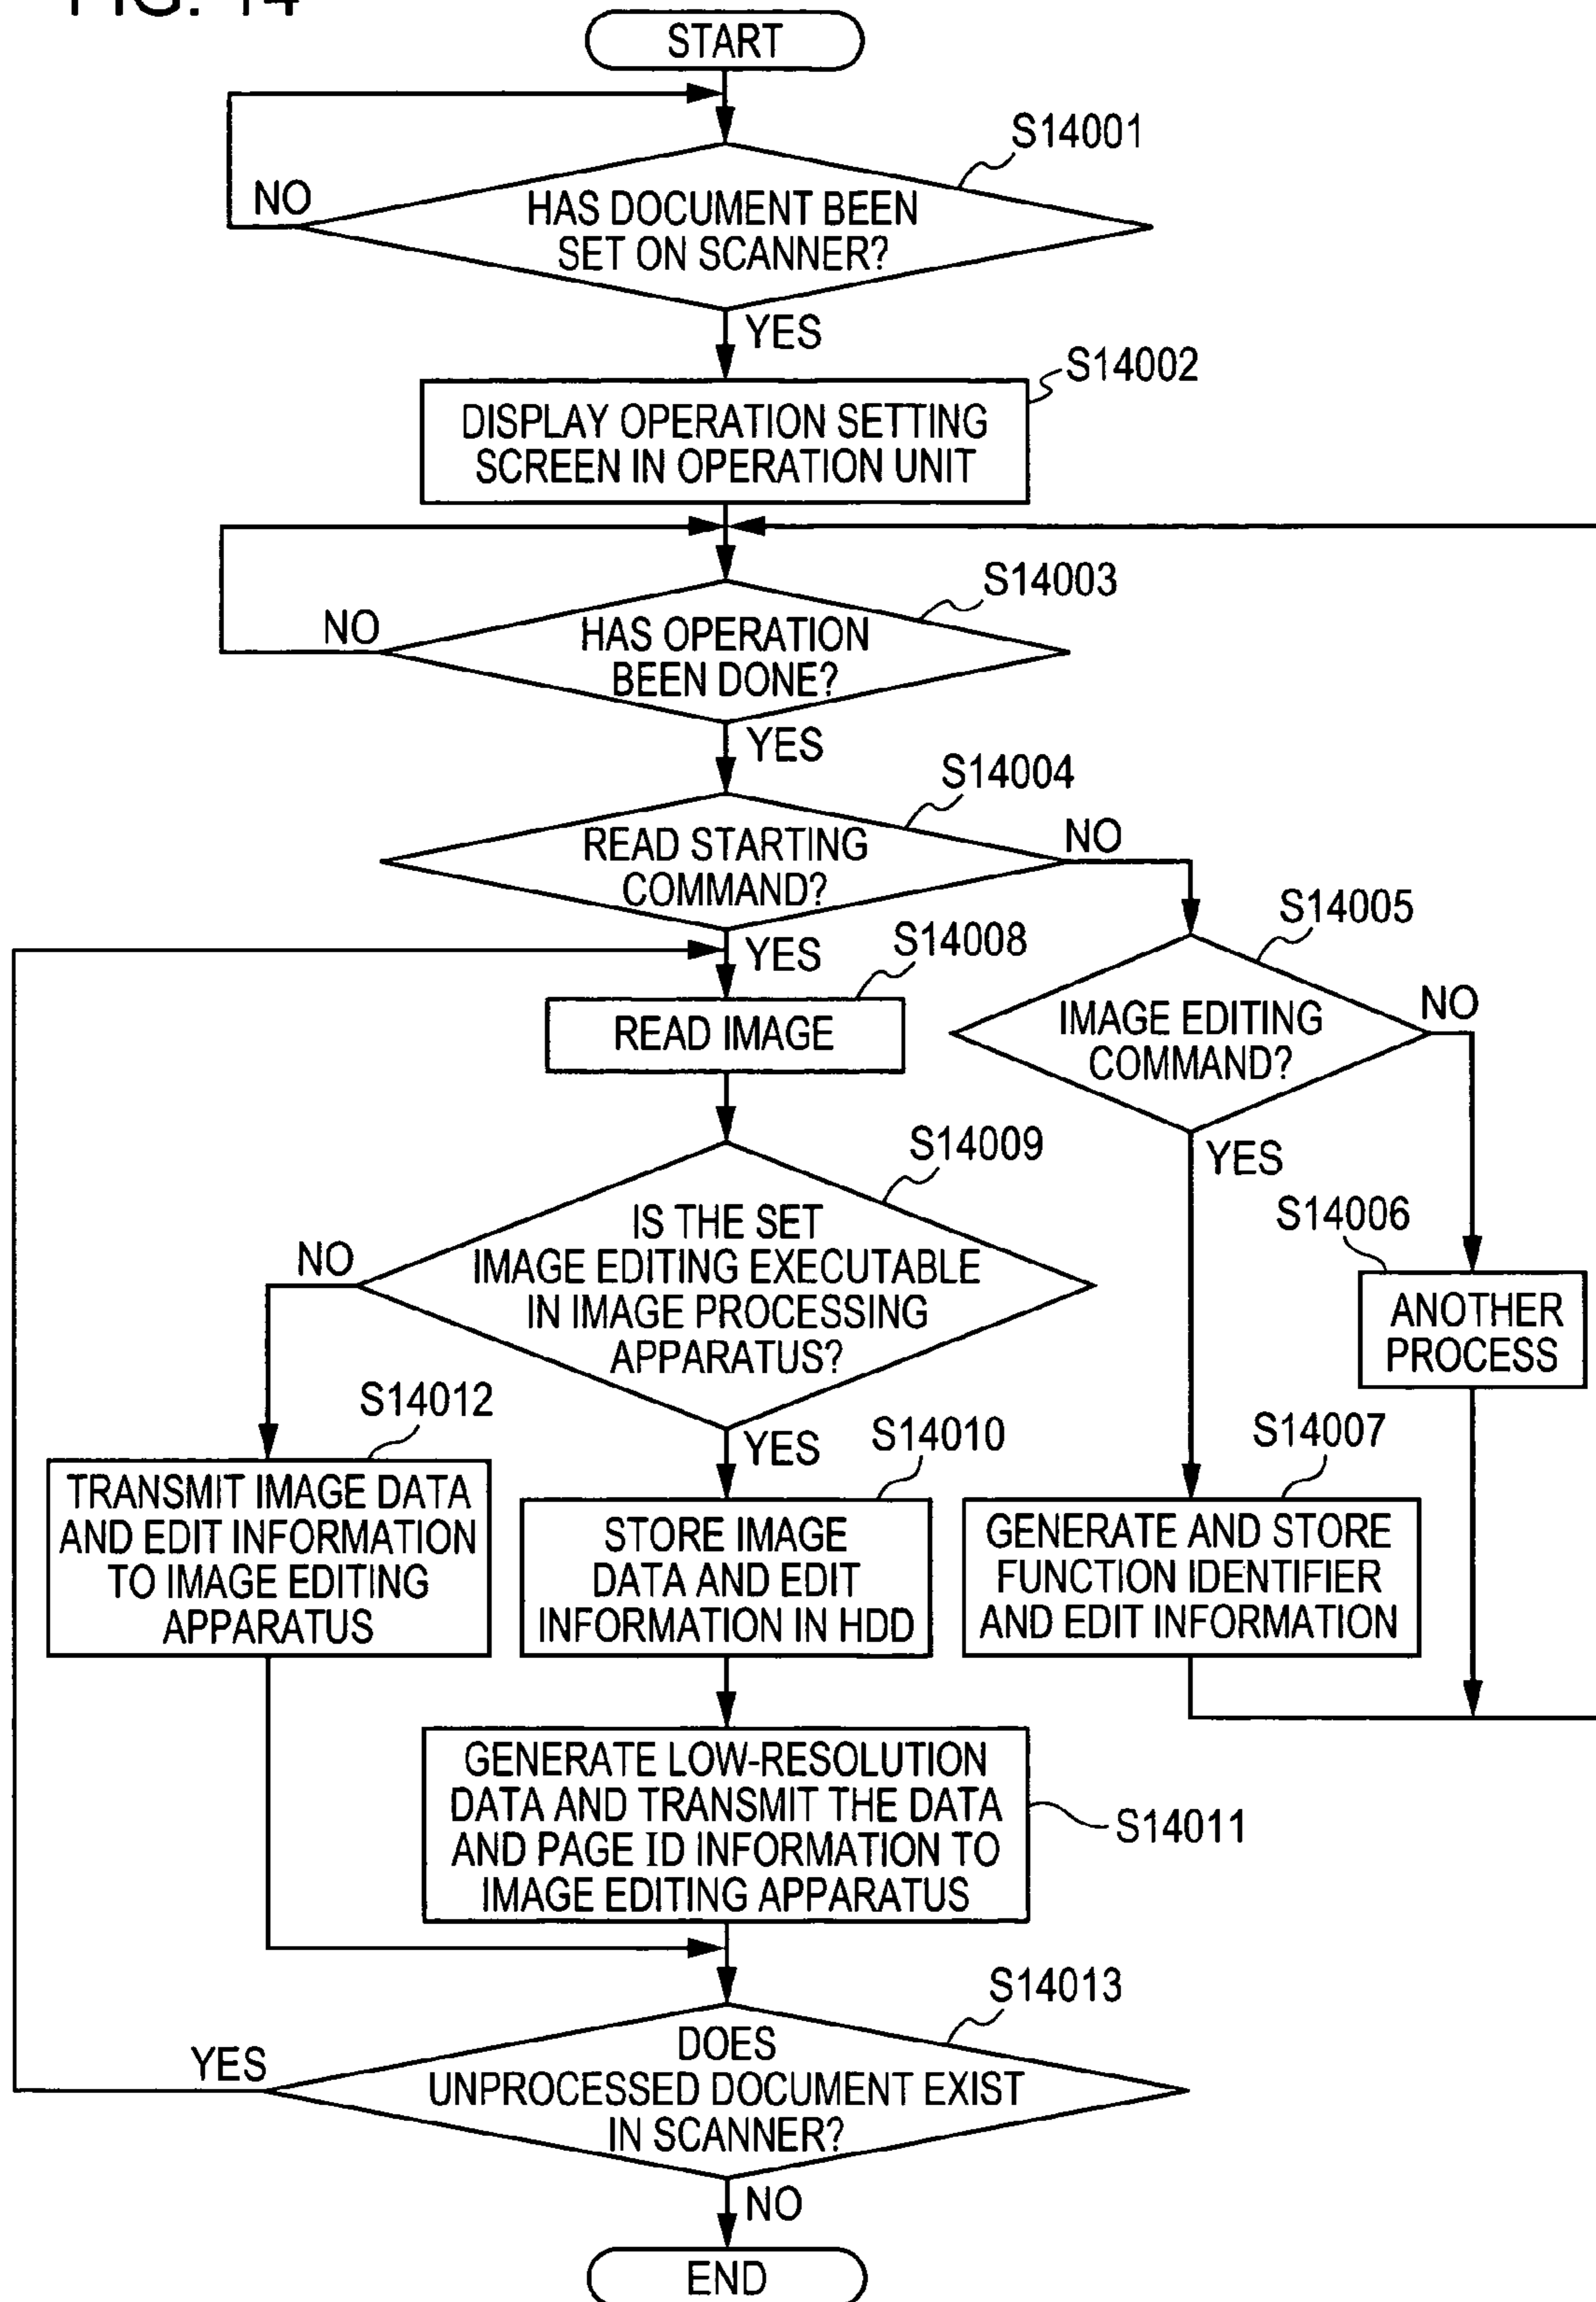 FIG. 14
START
S14001
NO
HAS DOCUMENT BEEN
SET ON SCANNER?
YES
S14002
DISPLAY OPERATION SETTING
SCREEN IN OPERATION UNIT
S14003
NO
HAS OPERATION
BEEN DONE?
YES
S14004
READ STARTING
COMMAND?
NO
S14005
YES
S14008
READ IMAGE
IMAGE EDITING
COMMAND?
NO
YES
S14009
IS THE SET
IMAGE EDITING EXECUTABLE
IN IMAGE PROCESSING
APPARATUS?
NO
S14006
ANOTHER
PROCESS
S14012
YES
S14010
S14007
TRANSMIT IMAGE DATA
AND EDIT INFORMATION
TO IMAGE EDITING
APPARATUS
STORE IMAGE
DATA AND EDIT
INFORMATION IN HDD
GENERATE AND STORE
FUNCTION IDENTIFIER
AND EDIT INFORMATION
GENERATE LOW-RESOLUTION
DATA AND TRANSMIT THE DATA
AND PAGE ID INFORMATION TO
IMAGE EDITING APPARATUS
S14011
S14013
YES
DOES
UNPROCESSED DOCUMENT EXIST
IN SCANNER?
NO
END